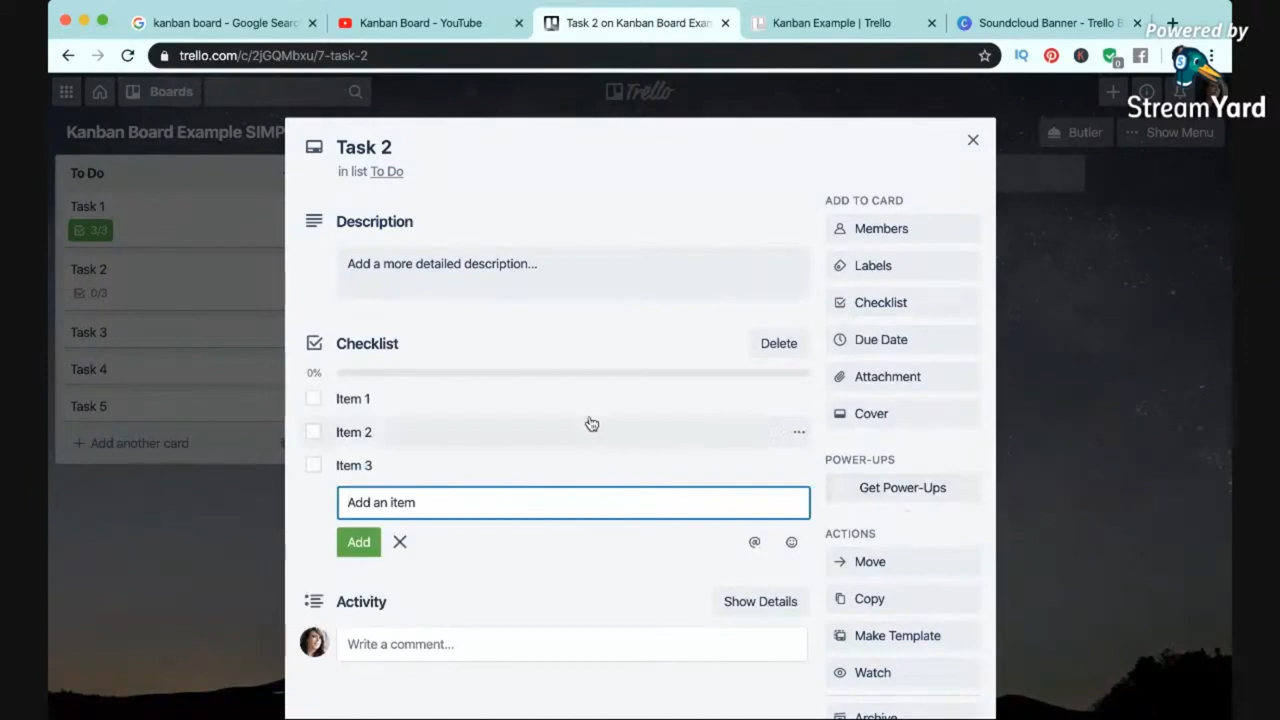 kanban board - Google Searc
Kanban Board - YouTube
Task 2 on Kanban Board Exam
Kanban Example | Trello
Soundcloud Banner - Trello B
Powered by
StreamYard
trello.com/c/2jGQMbxu/7-task-2
IQ
0
Boards
Trello
Kanban Board Example SIMP
Butler
Show Menu
To Do
Task 1
3/3
Task 2
0/3
Task 3
Task 4
Task 5
+ Add another card
Task 2
in list To Do
Description
Add a more detailed description...
Checklist
Delete
0%
Item 1
Item 2
Item 3
Add an item
Add
Activity
Show Details
Write a comment...
ADD TO CARD
Members
Labels
Checklist
Due Date
Attachment
Cover
POWER-UPS
Get Power-Ups
ACTIONS
Move
Copy
Make Template
Watch
Archive